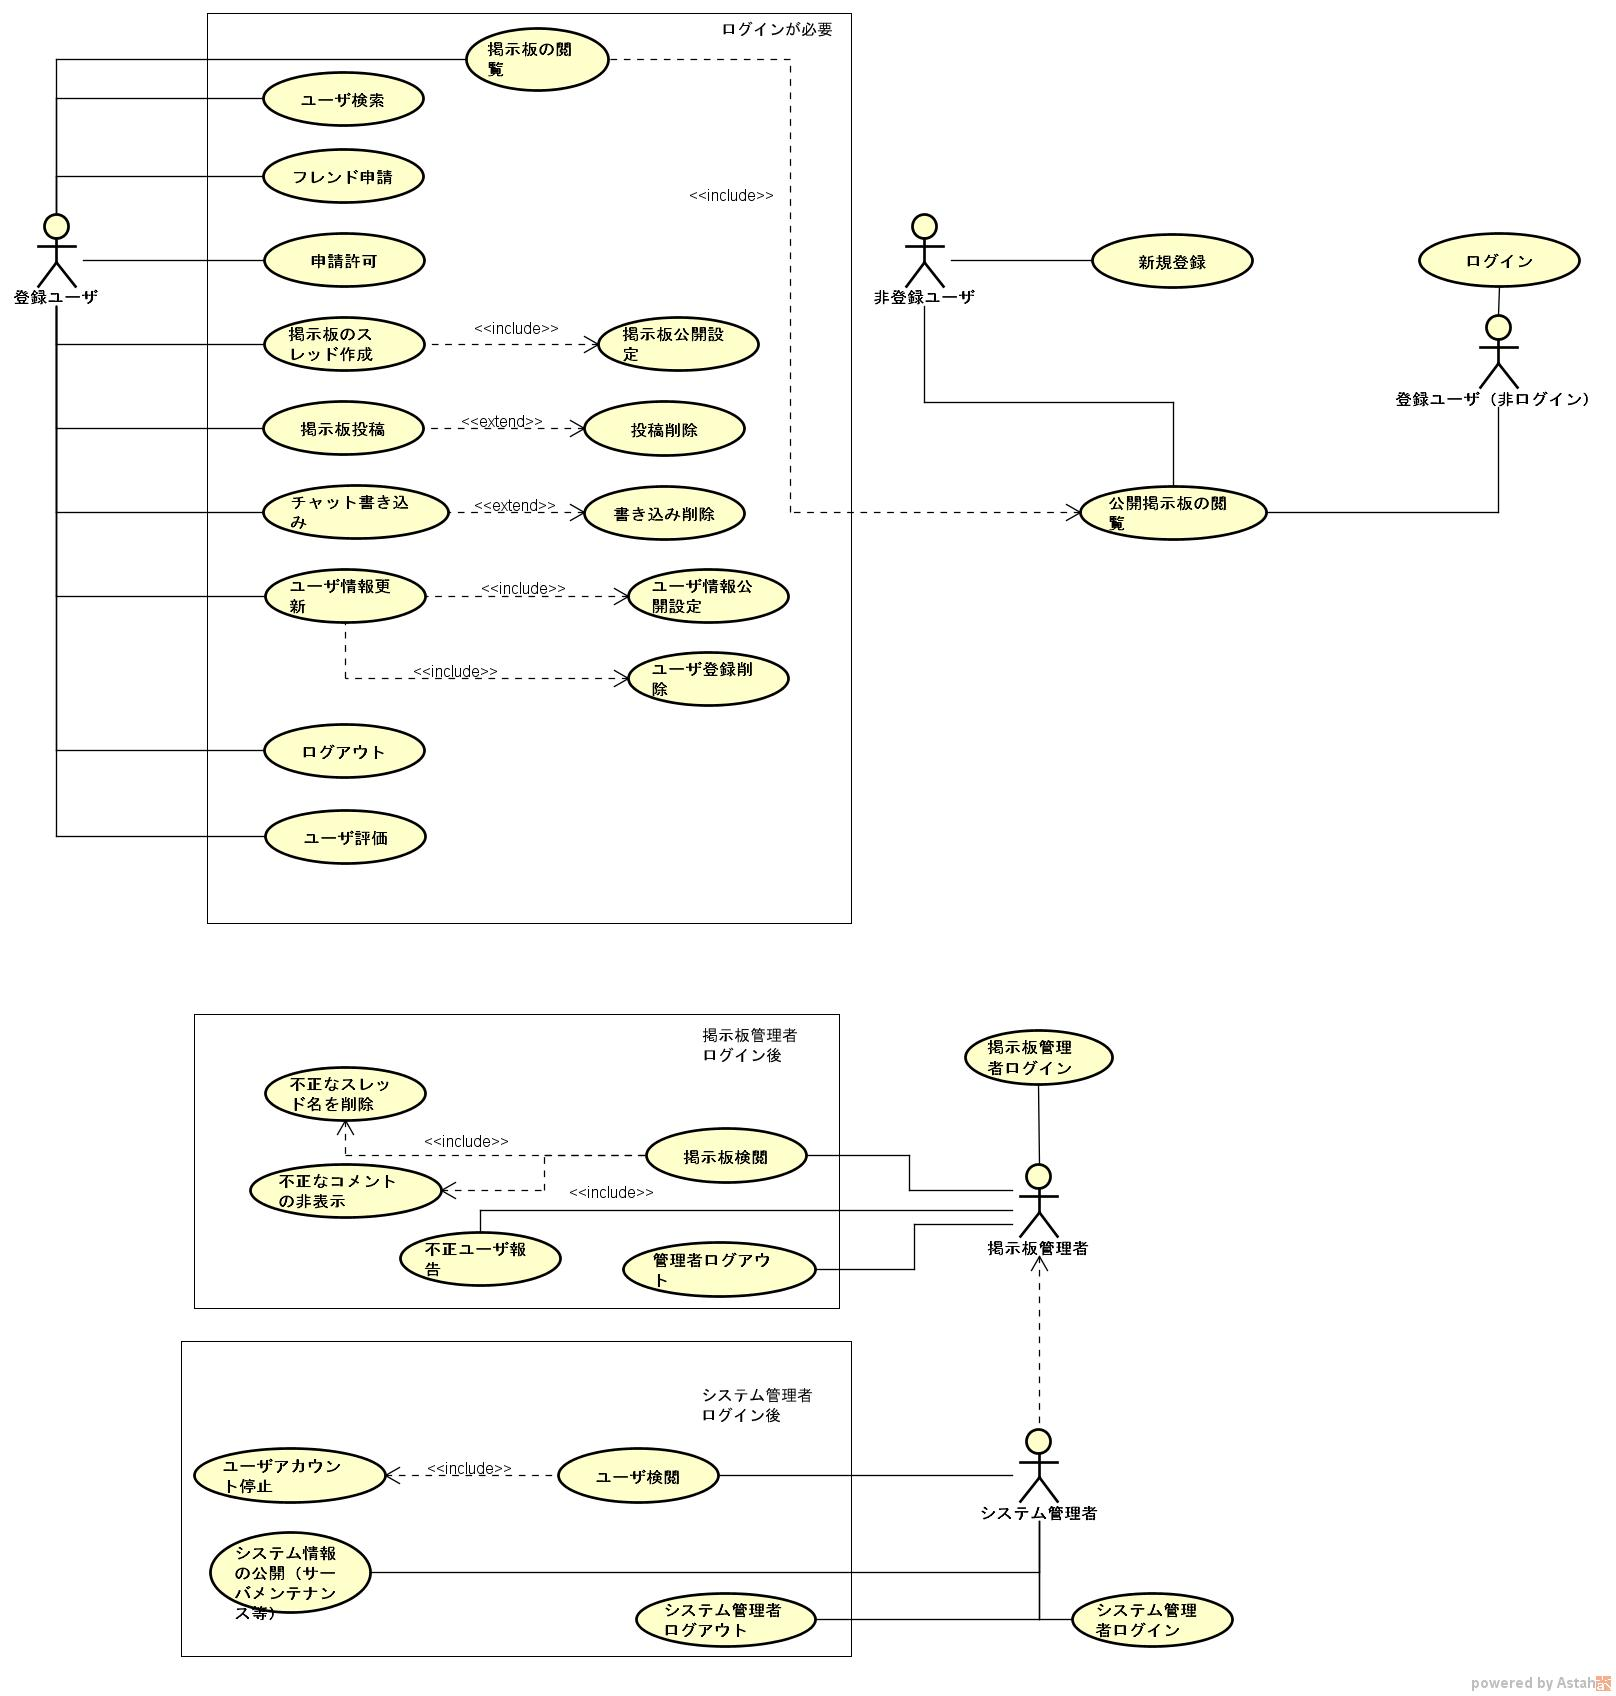 ログインが必要
掲示板の閲
覧
ユーザ検索
フレンド申請
<<include>>
登録ユーザ
申請許可
非登録ユーザ
新規登録
ログイン
掲示板のス
レッド作成
<<include>>
掲示板公開設
定
登録ユーザ（非ログイン）
掲示板投稿
<<extend>>
投稿削除
チャット書き込
み
<<extend>>
書き込み削除
公開掲示板の閲
覧
ユーザ情報更
新
<<include>>
ユーザ情報公
開設定
<<include>>
ユーザ登録削
除
ログアウト
ユーザ評価
掲示板管理者
ログイン後
掲示板管理
者ログイン
不正なスレッ
ド名を削除
<<include>>
掲示板検閲
不正なコメント
の非表示
<<include>>
不正ユーザ報
告
管理者ログアウ
ト
掲示板管理者
システム管理者
ログイン後
ユーザアカウン
ト停止
<<include>>
ユーザ検閲
システム管理者
システム情報
の公開（サー
バメンテナン
ス等）
システム管理者
ログアウト
システム管理
者ログイン
powered by Astah